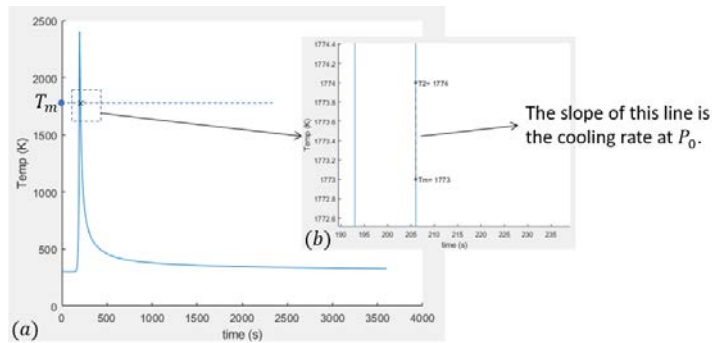 2500
2000
T_m
1500
1000
500
0
Temp (K)
0 500 1000 1500 2000 2500 3000 3500 4000
time (s)
(a)
1774.4
1774.2
1774
1773.8
1773.6
1773.4
1773.2
1773
1772.8
1772.6
Temp (K)
T2= 1774
Tm= 1773
190 195 200 205 210 215 220 225 230 235
time (s)
(b)
The slope of this line is
the cooling rate at P₀.